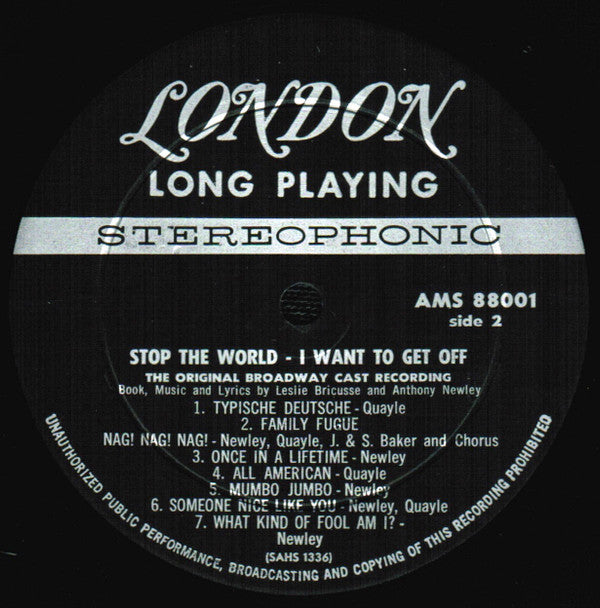 LONDON
LONG PLAYING
STEREOPHONIC
AMS 88001
side 2
STOP THE WORLD - I WANT TO GET OFF
THE ORIGINAL BROADWAY CAST RECORDING
Book, Music and Lyrics by Leslie Bricusse and Anthony Newley
1. TYPISCHE DEUTSCHE - Quayle
2. FAMILY FUGUE
NAG! NAG! NAG! - Newley, Quayle, J. & S. Baker and Chorus
3. ONCE IN A LIFETIME - Newley
4. ALL AMERICAN - Quayle
5. MUMBO JUMBO - Newley
6. SOMEONE NICE LIKE YOU - Newley, Quayle
7. WHAT KIND OF FOOL AM I? -
Newley
(SAHS 1336)
UNAUTHORIZED PUBLIC PERFORMANCE, BROADCASTING AND COPYING OF THIS RECORDING PROHIBITED